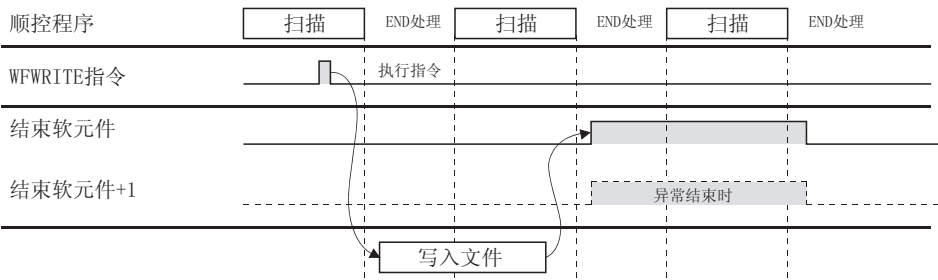 顺控程序 扫描 END处理 扫描 END处理 扫描 END处理
WFWRITE指令 执行指令
结束软元件
结束软元件+1 异常结束时
写入文件